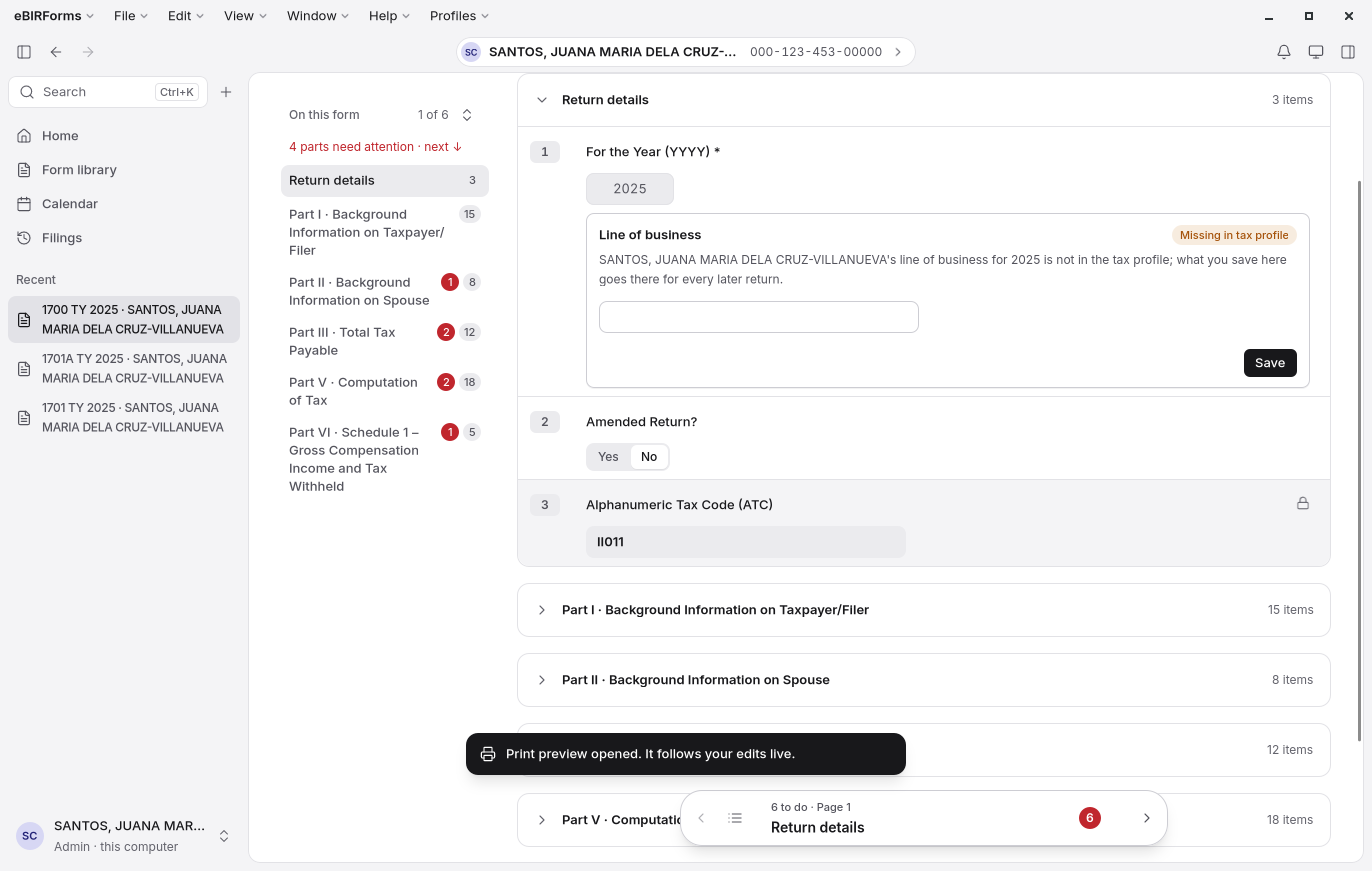 eBIRForms File Edit View Window Help Profiles
SC SANTOS, JUANA MARIA DELA CRUZ-... 000-123-453-00000
Search Ctrl+K
Home
Form library
Calendar
Filings
Recent
1700 TY 2025 · SANTOS, JUANA
MARIA DELA CRUZ-VILLANUEVA
1701A TY 2025 · SANTOS, JUANA
MARIA DELA CRUZ-VILLANUEVA
1701 TY 2025 · SANTOS, JUANA
MARIA DELA CRUZ-VILLANUEVA
SC SANTOS, JUANA MAR...
Admin · this computer
On this form 1 of 6
4 parts need attention · next ↓
Return details 3
Part I · Background 15
Information on Taxpayer/
Filer
Part II · Background 1 8
Information on Spouse
Part III · Total Tax 2 12
Payable
Part V · Computation 2 18
of Tax
Part VI · Schedule 1 – 1 5
Gross Compensation
Income and Tax
Withheld
Return details 3 items
1 For the Year (YYYY) *
2025
Line of business Missing in tax profile
SANTOS, JUANA MARIA DELA CRUZ-VILLANUEVA's line of business for 2025 is not in the tax profile; what you save here
goes there for every later return.
Save
2 Amended Return?
Yes No
3 Alphanumeric Tax Code (ATC)
II011
Part I · Background Information on Taxpayer/Filer 15 items
Part II · Background Information on Spouse 8 items
12 items
Print preview opened. It follows your edits live.
Part V · Computatio 18 items
6 to do · Page 1
Return details 6